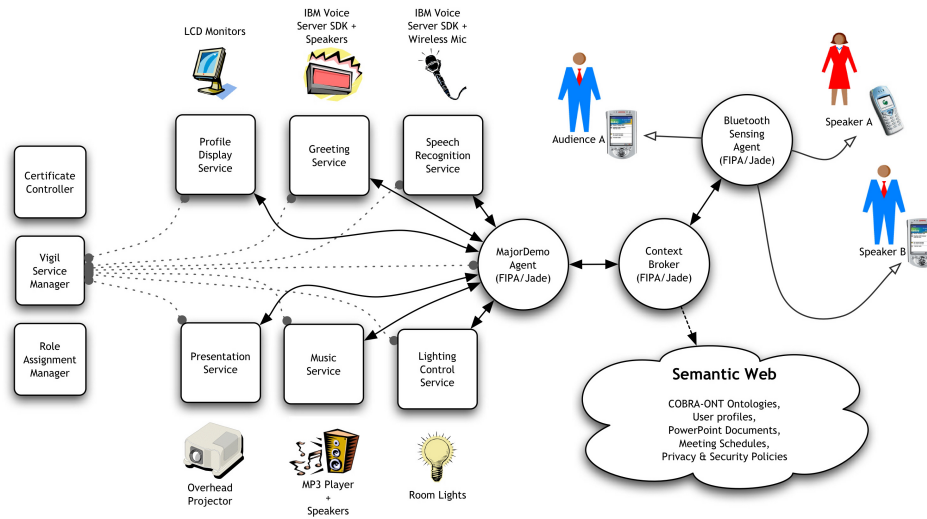 LCD Monitors
IBM Voice
Server SDK +
Speakers
IBM Voice
Server SDK +
Wireless Mic
Profile
Display
Service
Greeting
Service
Speech
Recognition
Service
Audience A
Bluetooth
Sensing
Agent
(FIPA/Jade)
Speaker A
Certificate
Controller
Vigil
Service
Manager
MajorDemo
Agent
(FIPA/Jade)
Context
Broker
(FIPA/Jade)
Speaker B
Role
Assignment
Manager
Presentation
Service
Music
Service
Lighting
Control
Service
Semantic Web
COBRA-ONT Ontologies,
User profiles,
PowerPoint Documents,
Meeting Schedules,
Privacy & Security Policies
Overhead
Projector
MP3 Player
+
Speakers
Room Lights